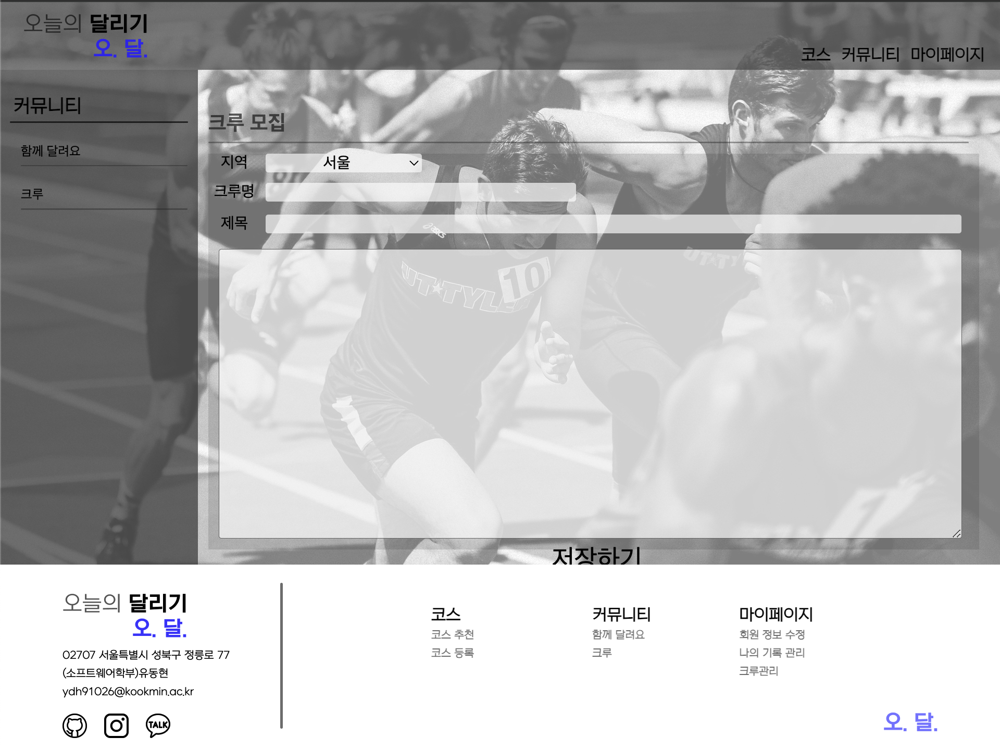 오늘의 달리기
오. 달.
코스 커뮤니티 마이페이지
커뮤니티
함께 달려요
크루
크루 모집
지역 서울
크루명
제목
asics
UT★TYLER
10
UT★TY
저장하기
오늘의 달리기
오. 달.
02707 서울특별시 성북구 정릉로 77
(소프트웨어학부)유동현
ydh91026@kookmin.ac.kr
TALK
코스
코스 추천
코스 등록
커뮤니티
함께 달려요
크루
마이페이지
회원 정보 수정
나의 기록 관리
크루관리
오. 달.